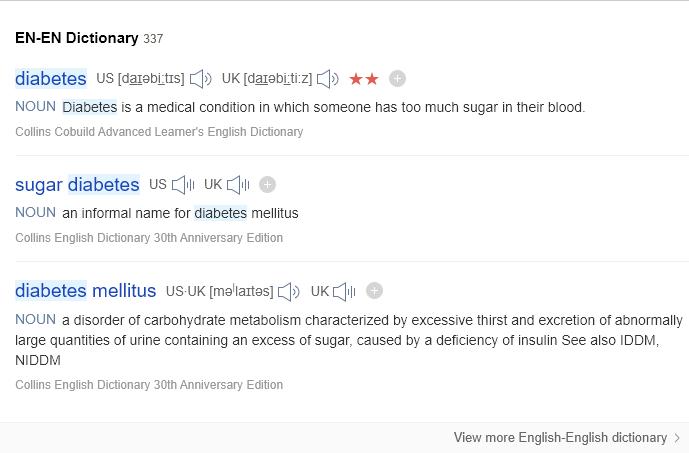 EN-EN Dictionary 337
diabetes US [daɪəbi:tɪs] UK [daɪəbi:ti:z] ★★
NOUN Diabetes is a medical condition in which someone has too much sugar in their blood.
Collins Cobuild Advanced Learner's English Dictionary
sugar diabetes US UK
NOUN an informal name for diabetes mellitus
Collins English Dictionary 30th Anniversary Edition
diabetes mellitus US·UK [məˈlaɪtəs] UK
NOUN a disorder of carbohydrate metabolism characterized by excessive thirst and excretion of abnormally
large quantities of urine containing an excess of sugar, caused by a deficiency of insulin See also IDDM,
NIDDM
Collins English Dictionary 30th Anniversary Edition
View more English-English dictionary >